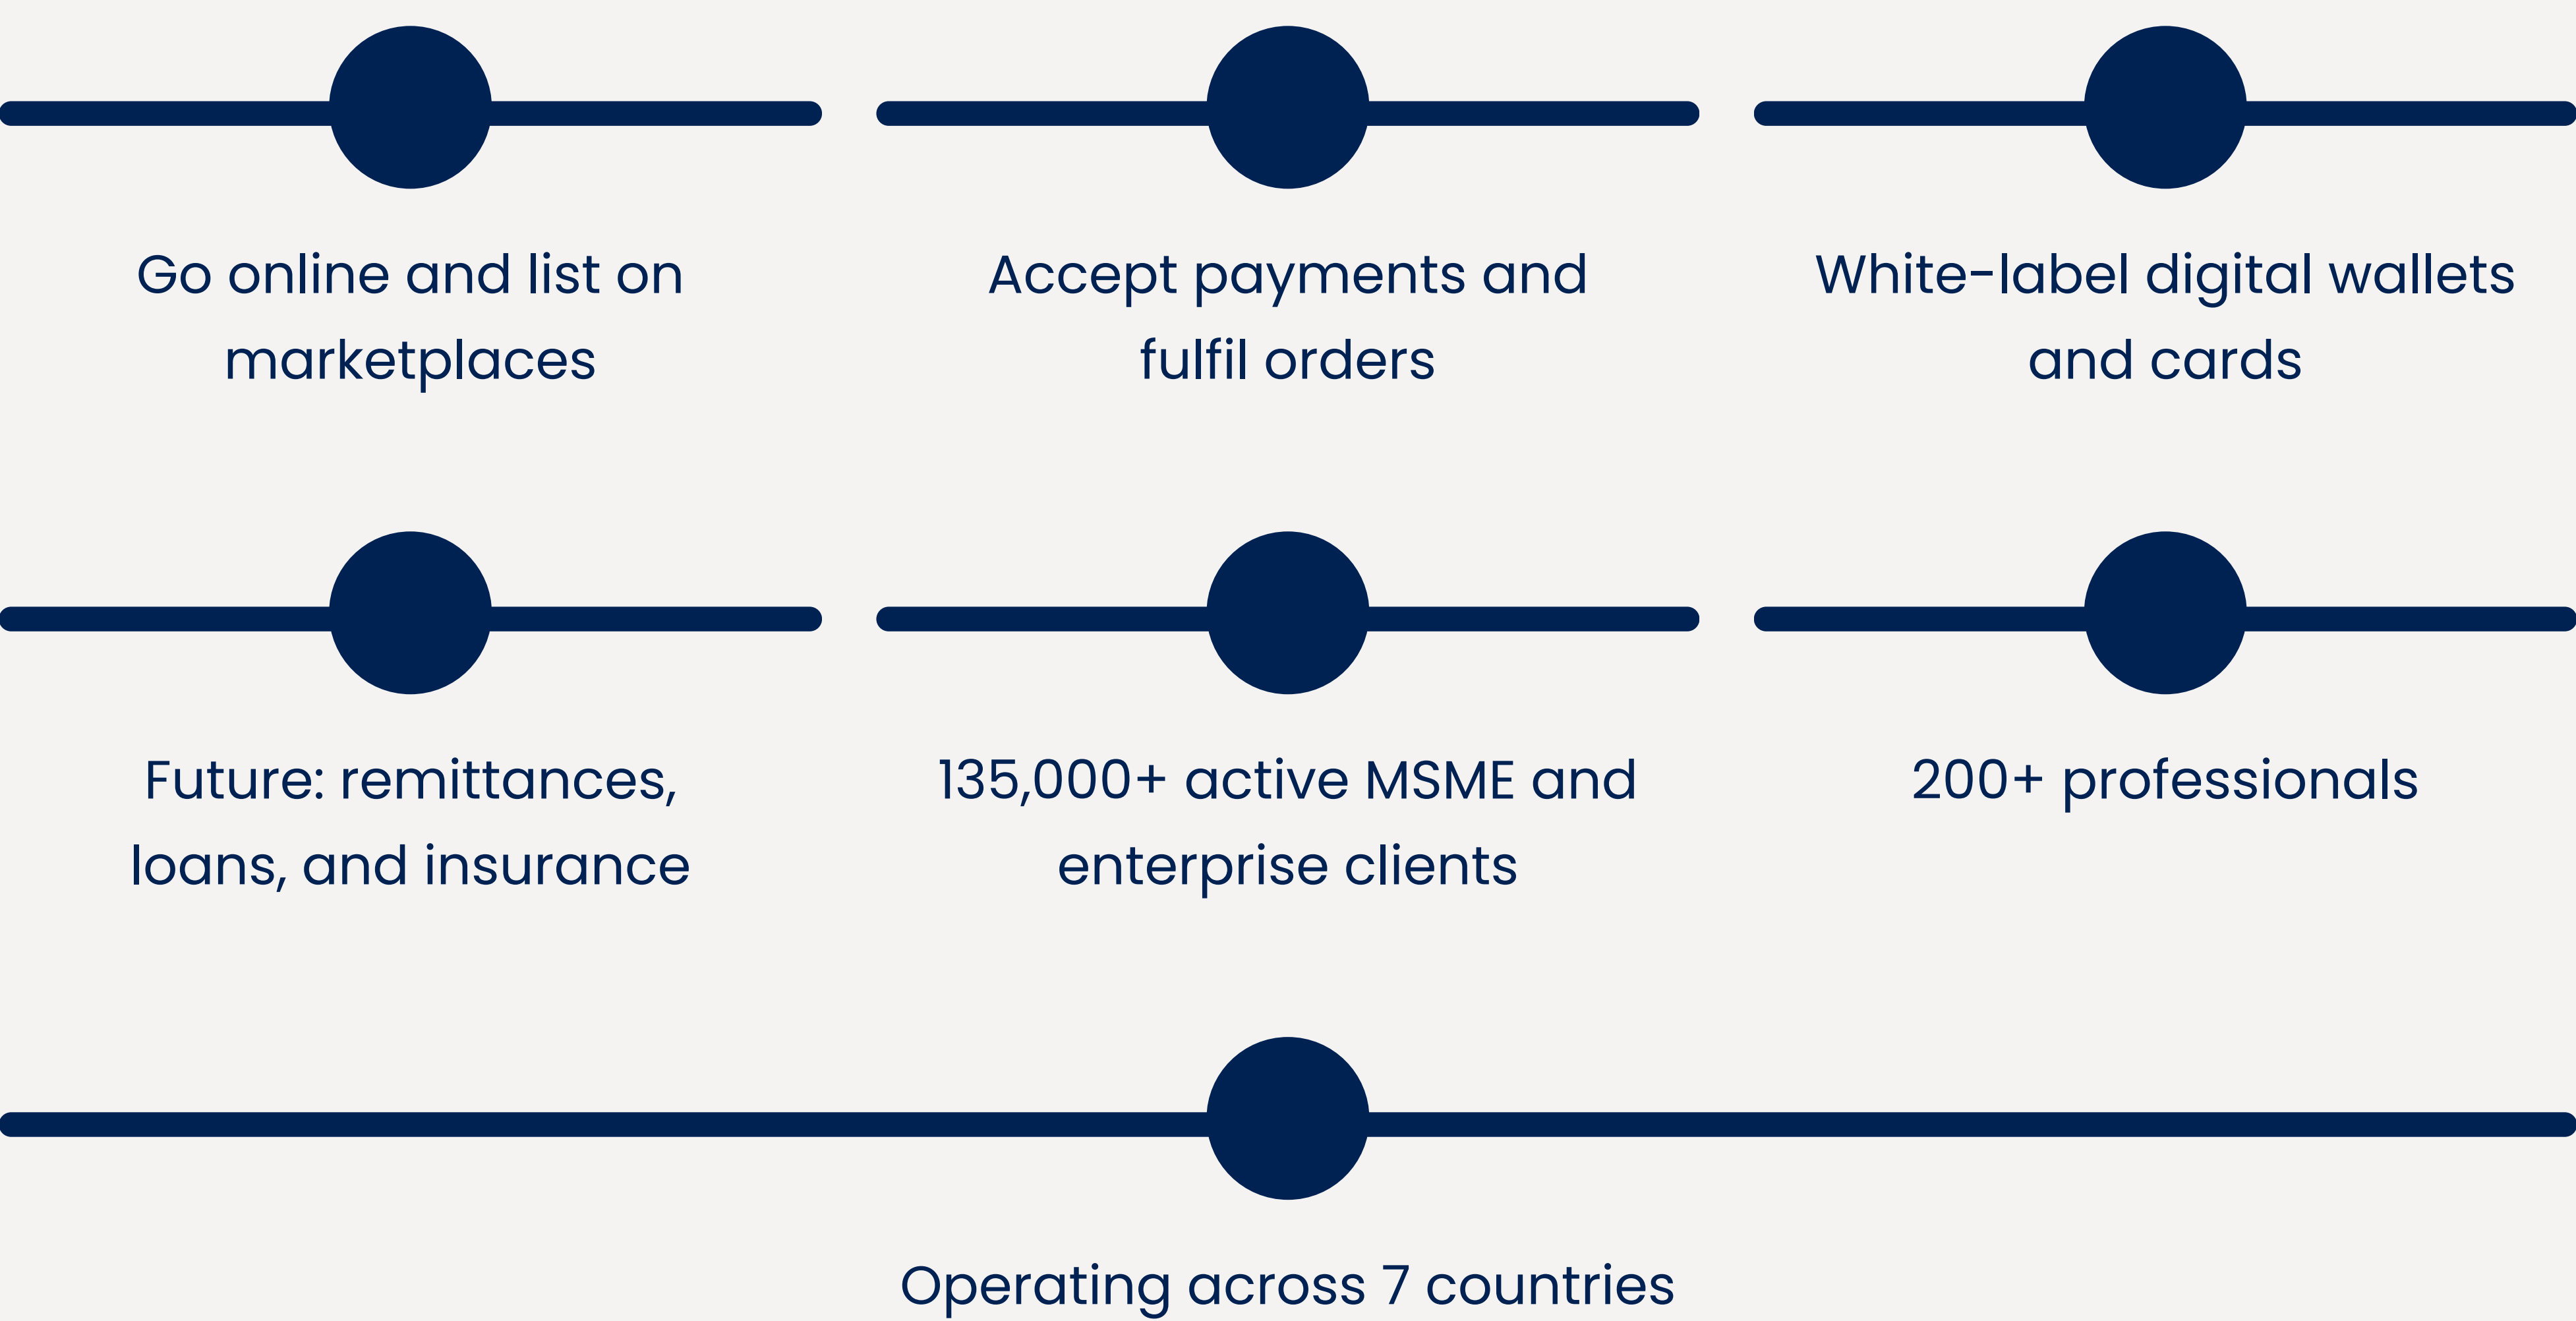 Go online and list on
marketplaces
Accept payments and
fulfil orders
White-label digital wallets
and cards
Future: remittances,
loans, and insurance
135,000+ active MSME and
enterprise clients
200+ professionals
Operating across 7 countries